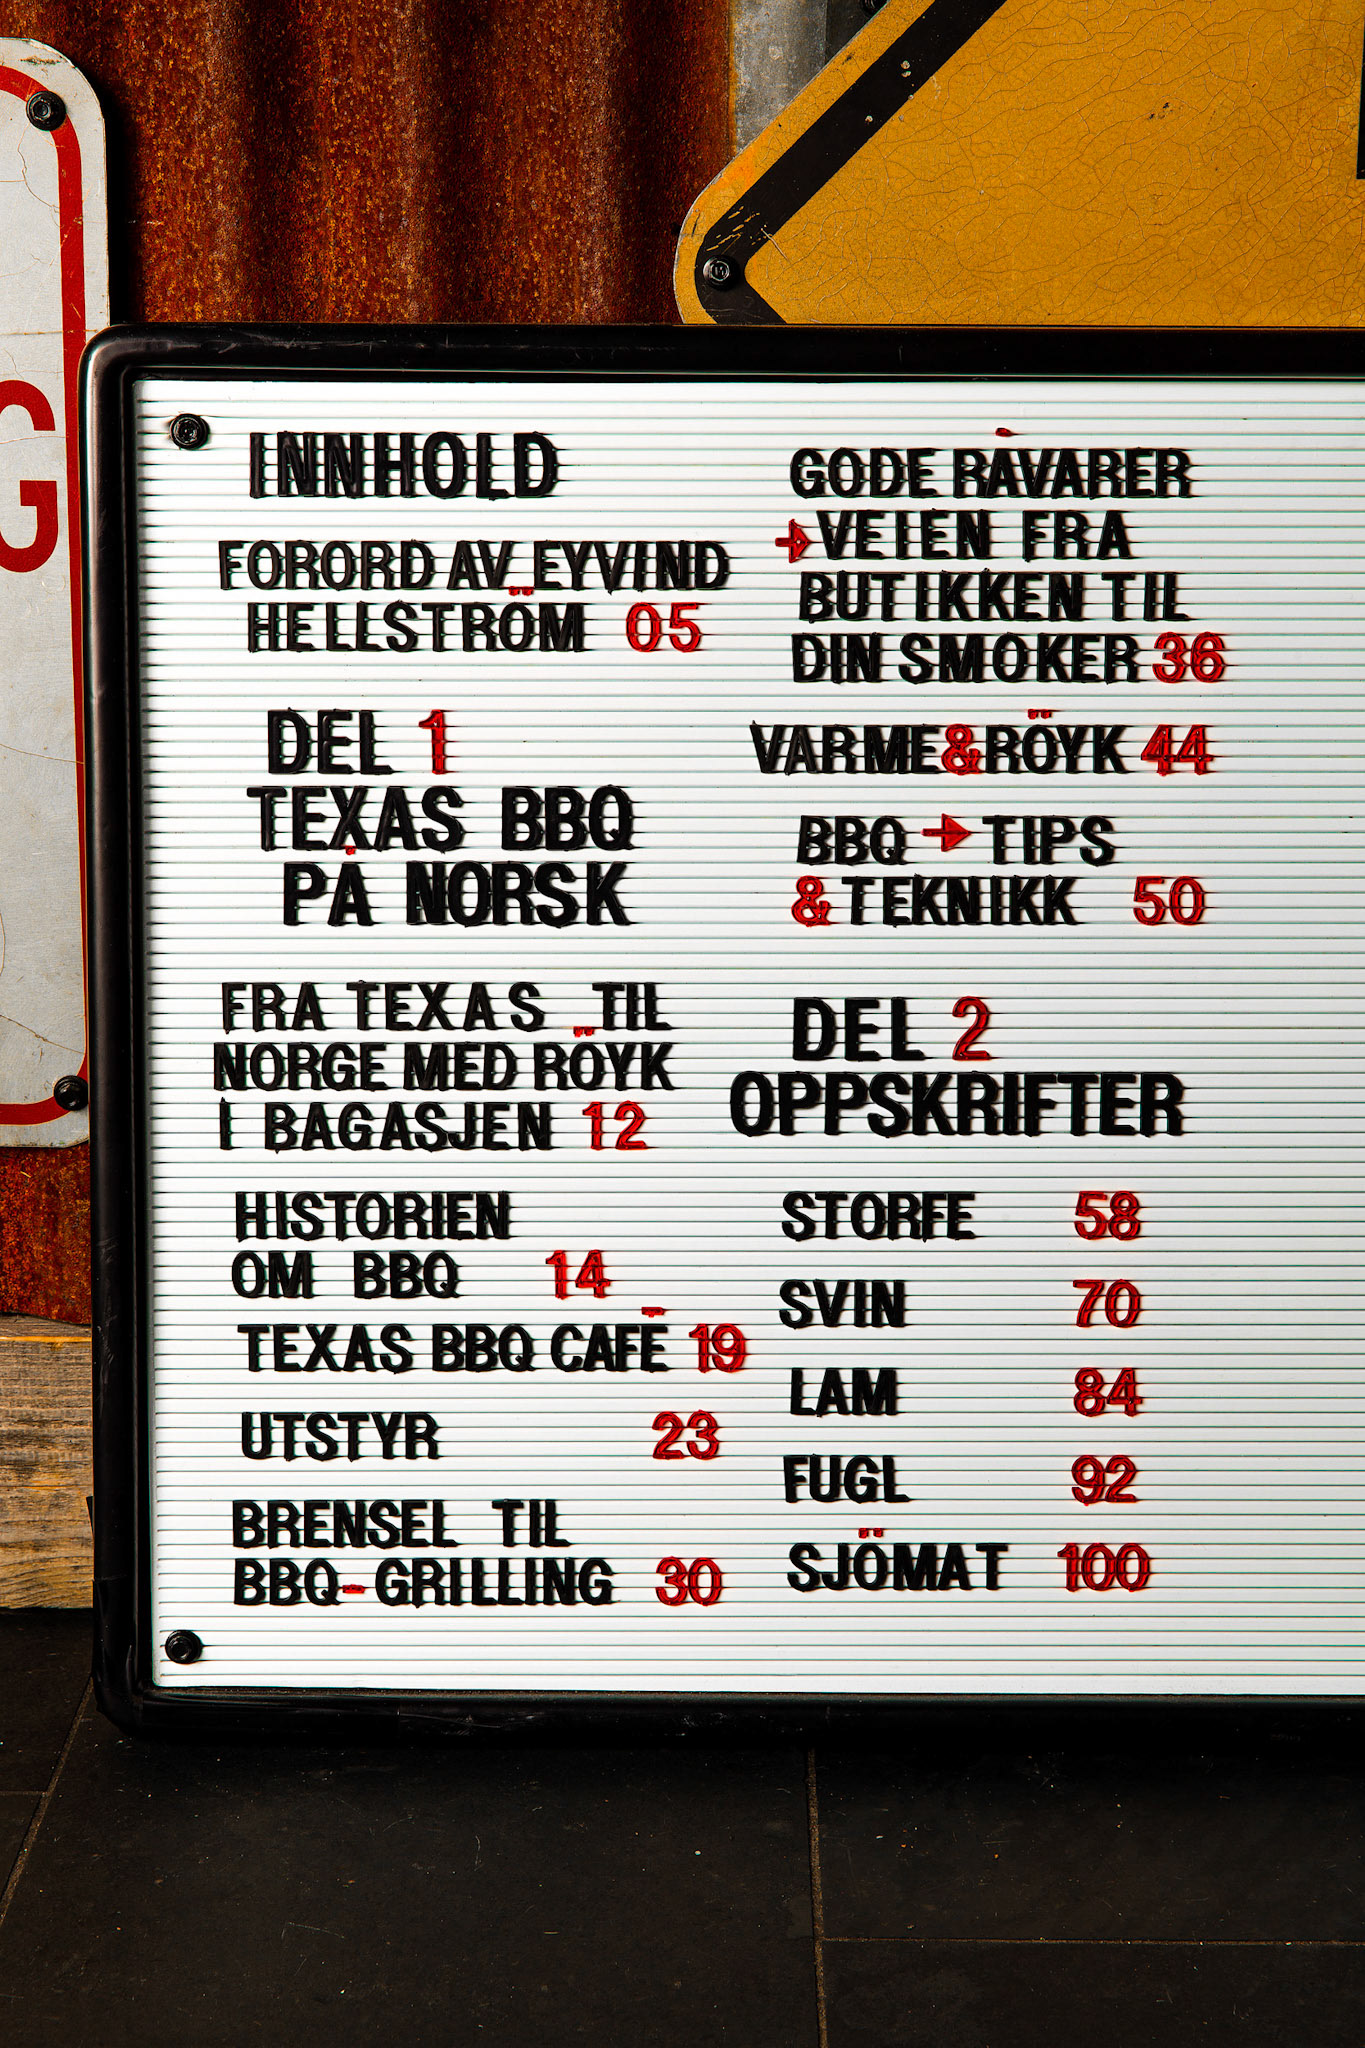 G
G
INNHOLD
FORORD AV EYVIND
HELLSTRÖM 05
DEL 1
TEXAS BBQ
PÅ NORSK
FRA TEXAS TIL
NORGE MED RÖYK
I BAGASJEN 12
HISTORIEN
OM BBQ 14
TEXAS BBQ CAFÉ 19
UTSTYR 23
BRENSEL TIL
BBQ-GRILLING 30
GODE RÅVARER
→VEIEN FRA
BUTIKKEN TIL
DIN SMOKER 36
VARME&RÖYK 44
BBQ → TIPS
& TEKNIKK 50
DEL 2
OPPSKRIFTER
STORFE 58
SVIN 70
LAM 84
FUGL 92
SJÖMAT 100